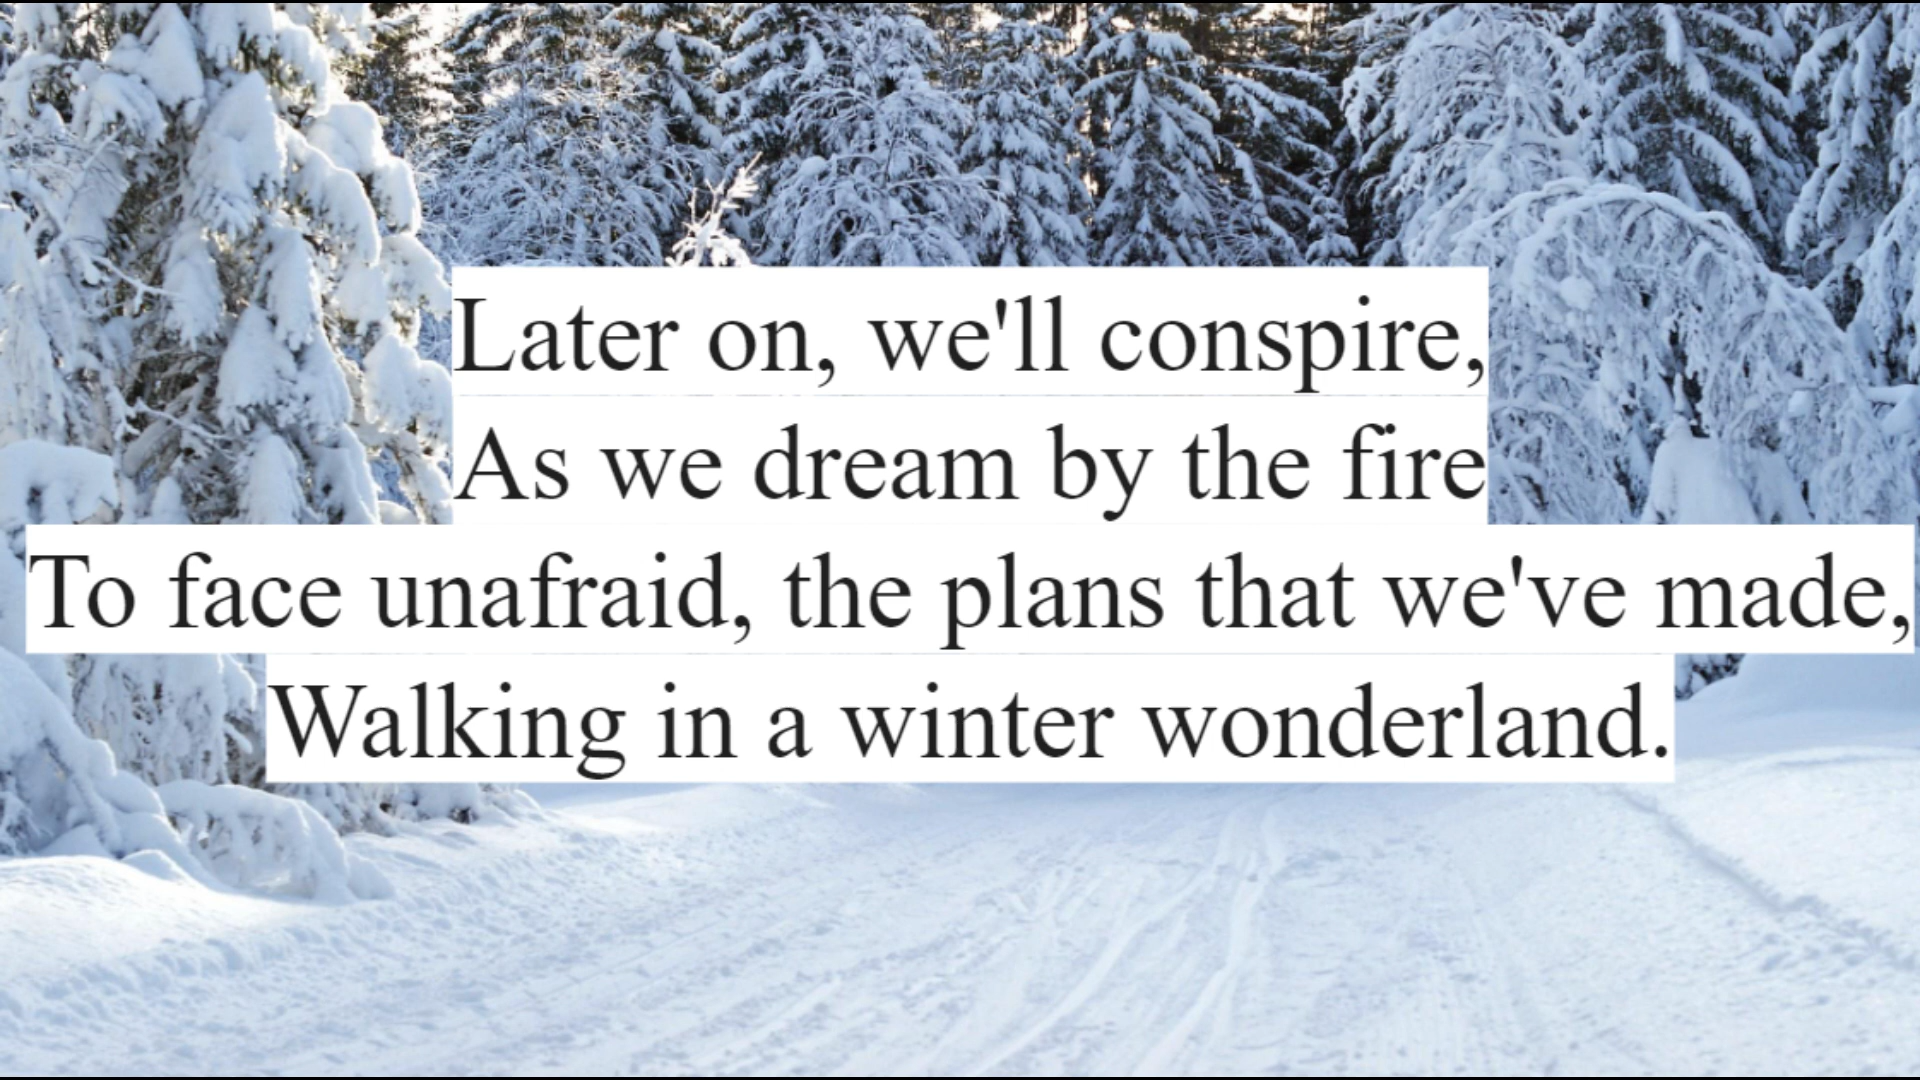 Later on, we'll conspire,
As we dream by the fire
To face unafraid, the plans that we've made,
Walking in a winter wonderland.